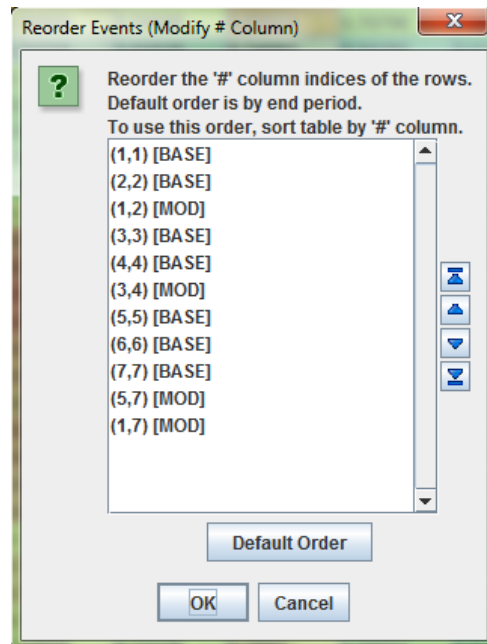 Reorder Events (Modify # Column)
x
?
Reorder the '#' column indices of the rows.
Default order is by end period.
To use this order, sort table by '#' column.
(1,1) [BASE]
(2,2) [BASE]
(1,2) [MOD]
(3,3) [BASE]
(4,4) [BASE]
(3,4) [MOD]
(5,5) [BASE]
(6,6) [BASE]
(7,7) [BASE]
(5,7) [MOD]
(1,7) [MOD]
Default Order
OK
Cancel